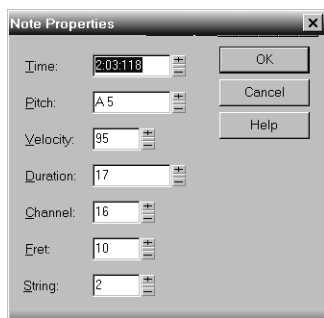 Note Properties
Time: 2:03:118 OK
Pitch: A 5 Cancel
Velocity: 95 Help
Duration: 17
Channel: 16
Fret: 10
String: 2